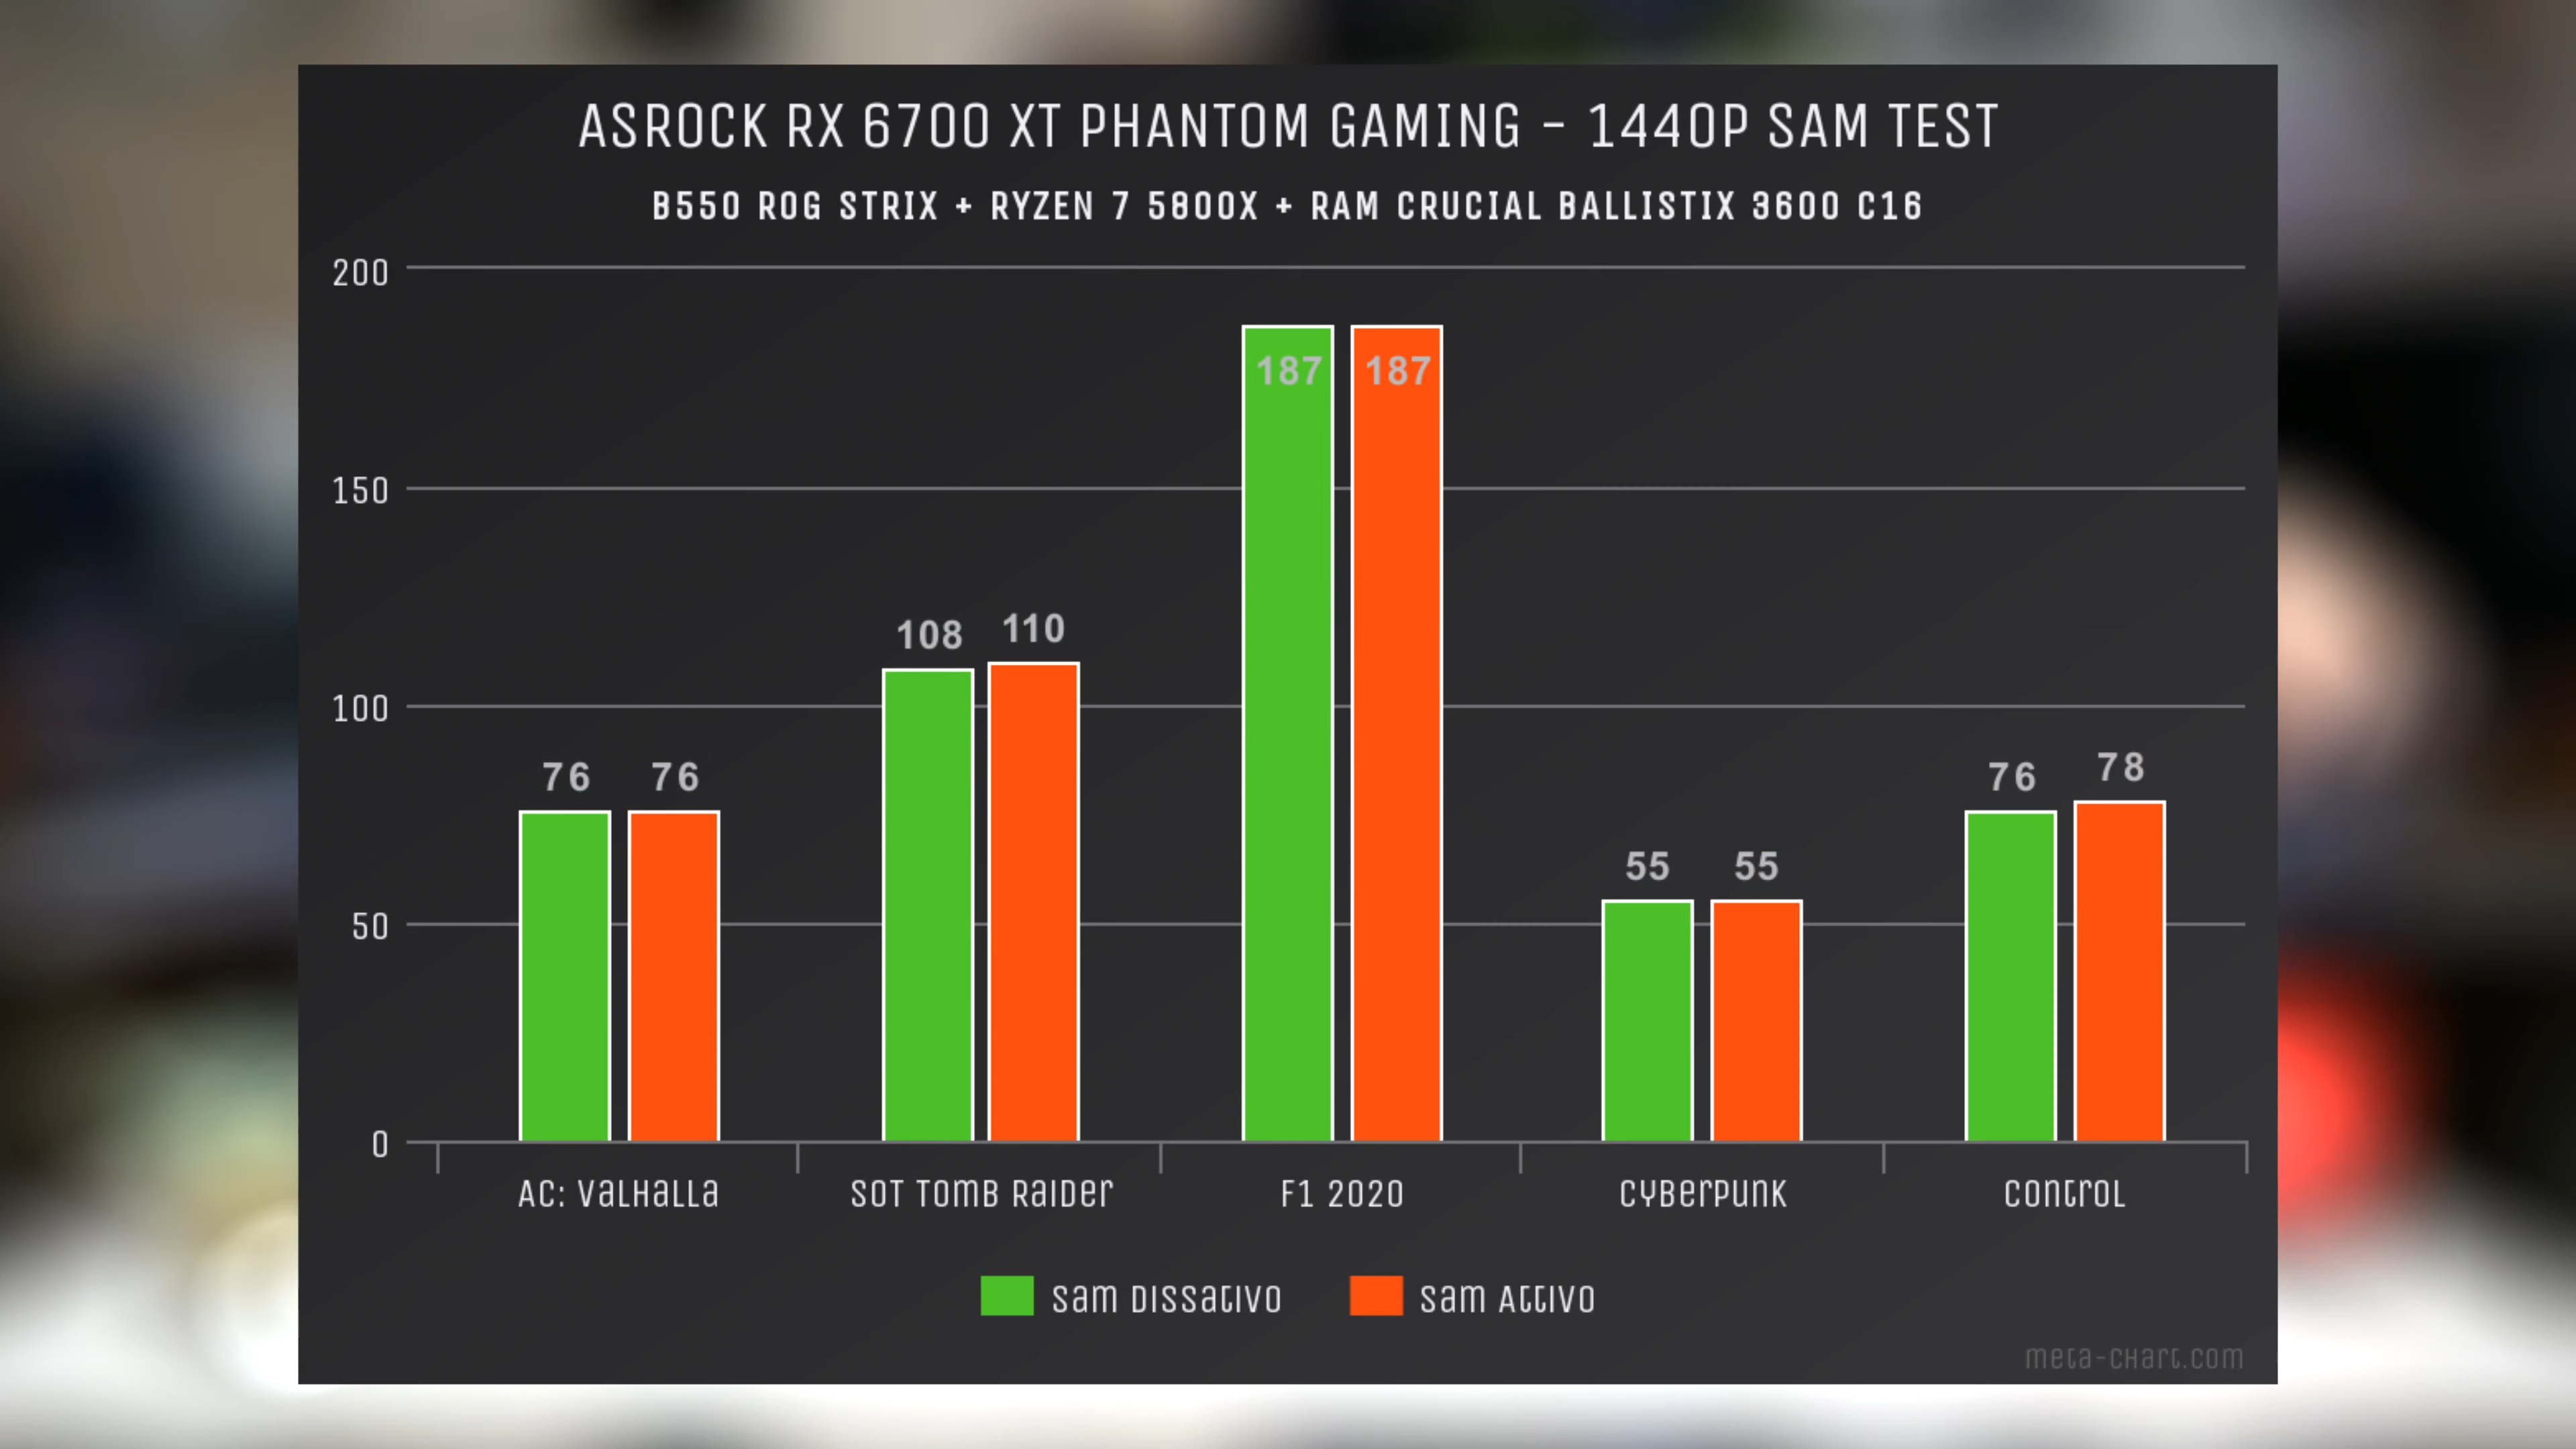 ASROCK RX 6700 XT PHANTOM GAMING - 1440P SAM TEST
B550 ROG STRIX + RYZEN 7 5800X + RAM CRUCIAL BALLISTIX 3600 C16
200
150
100
50
0
76 76
108 110
187 187
55 55
76 78
AC: Valhalla
SOT Tomb Raider
F1 2020
Cyberpunk
Control
Sam Dissativo
Sam Attivo
meta-chart.com